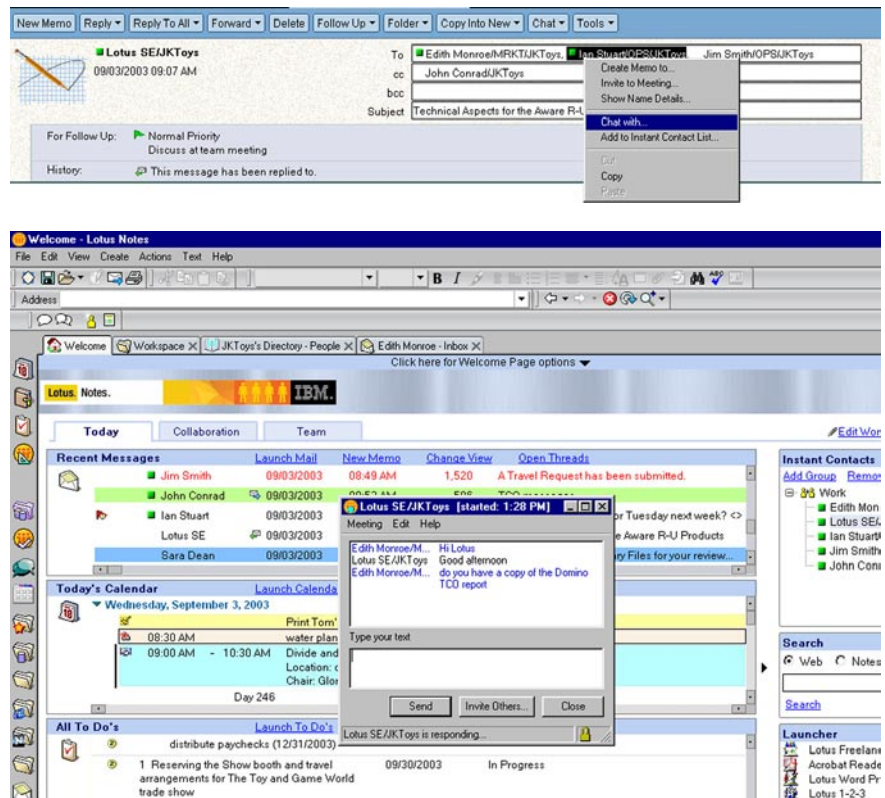 New Memo Reply Reply To All Forward Delete Follow Up Folder Copy Into New Chat Tools
Lotus SE/JKToys
09/03/2003 09:07 AM
To Edith Monroe/MRKT/JKToys, Ian Stuart/OPS/JKToys Jim Smith/OPS/JKToys
cc John Conrad/JKToys
bcc
Subject Technical Aspects for the Aware R-U
Create Memo to...
Invite to Meeting...
Show Name Details...
Chat with...
Add to Instant Contact List...
Cut
Copy
Paste
For Follow Up: Normal Priority
Discuss at team meeting
History: This message has been replied to.
Welcome - Lotus Notes
File Edit View Create Actions Text Help
B I
Address
Welcome Workspace JKToys's Directory - People Edith Monroe - Inbox
Click here for Welcome Page options
Lotus. Notes. IBM.
Today Collaboration Team
Edit Wor
Recent Messages Launch Mail New Memo Change View Open Threads
Jim Smith 09/03/2003 08:49 AM 1,520 A Travel Request has been submitted.
John Conrad 09/03/2003
Ian Stuart 09/03/2003 or Tuesday next week? <>
Lotus SE 09/03/2003 e Aware R-U Products
Sara Dean 09/03/2003 ry Files for your review...
Today's Calendar Launch Calenda
Wednesday, September 3, 2003
Print Tom'
08:30 AM water plan
09:00 AM - 10:30 AM Divide and
Location: c
Chair: Glor
Day 246
All To Do's Launch To Do's
distribute paychecks (12/31/2003)
1 Reserving the Show booth and travel 09/30/2003 In Progress
arrangements for The Toy and Game World
trade show
Lotus SE/JKToys [started: 1:28 PM]
Meeting Edit Help
Edith Monroe/M... Hi Lotus
Lotus SE/JKToys Good afternoon
Edith Monroe/M... do you have a copy of the Domino
TCO report
Type your text
Send Invite Others... Close
Lotus SE/JKToys is responding...
Instant Contacts
Add Group Remov
Work
Edith Mon
Lotus SE/J
Ian Stuart/
Jim Smith
John Conr
Search
Web Notes
Search
Launcher
Lotus Freelanc
Acrobat Reade
Lotus Word Pr
Lotus 1-2-3